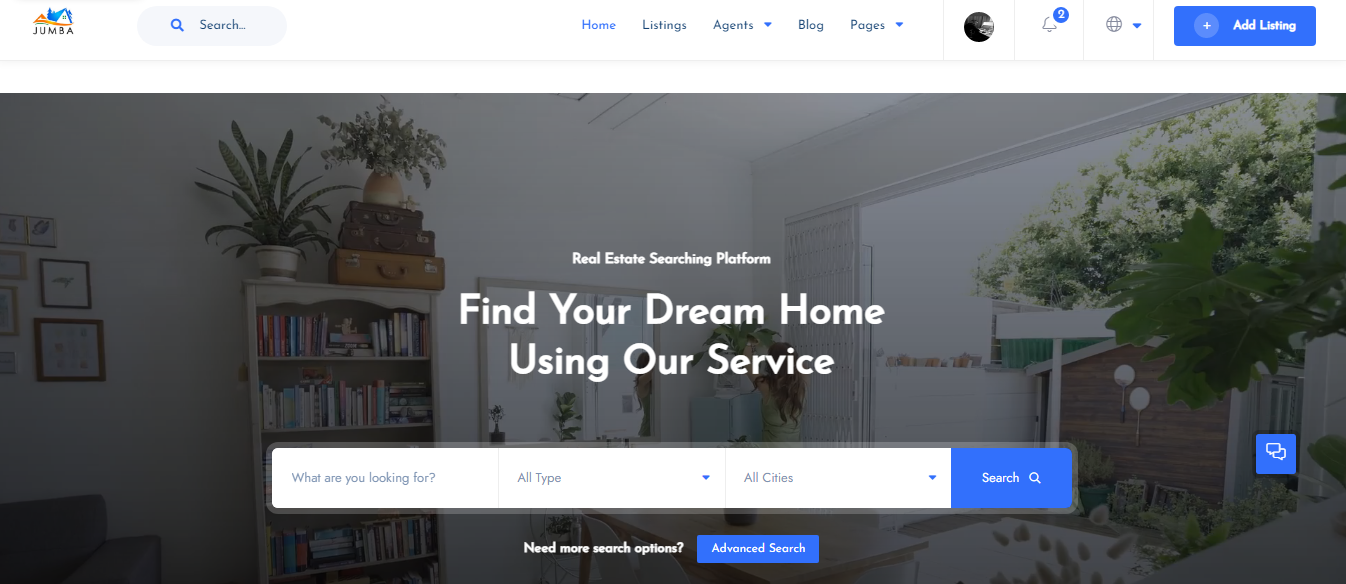 JUMBA
Search...
Home
Listings
Agents
Blog
Pages
2
+ Add Listing
Real Estate Searching Platform
Find Your Dream Home
Using Our Service
What are you looking for?
All Type
All Cities
Search
Need more search options?
Advanced Search